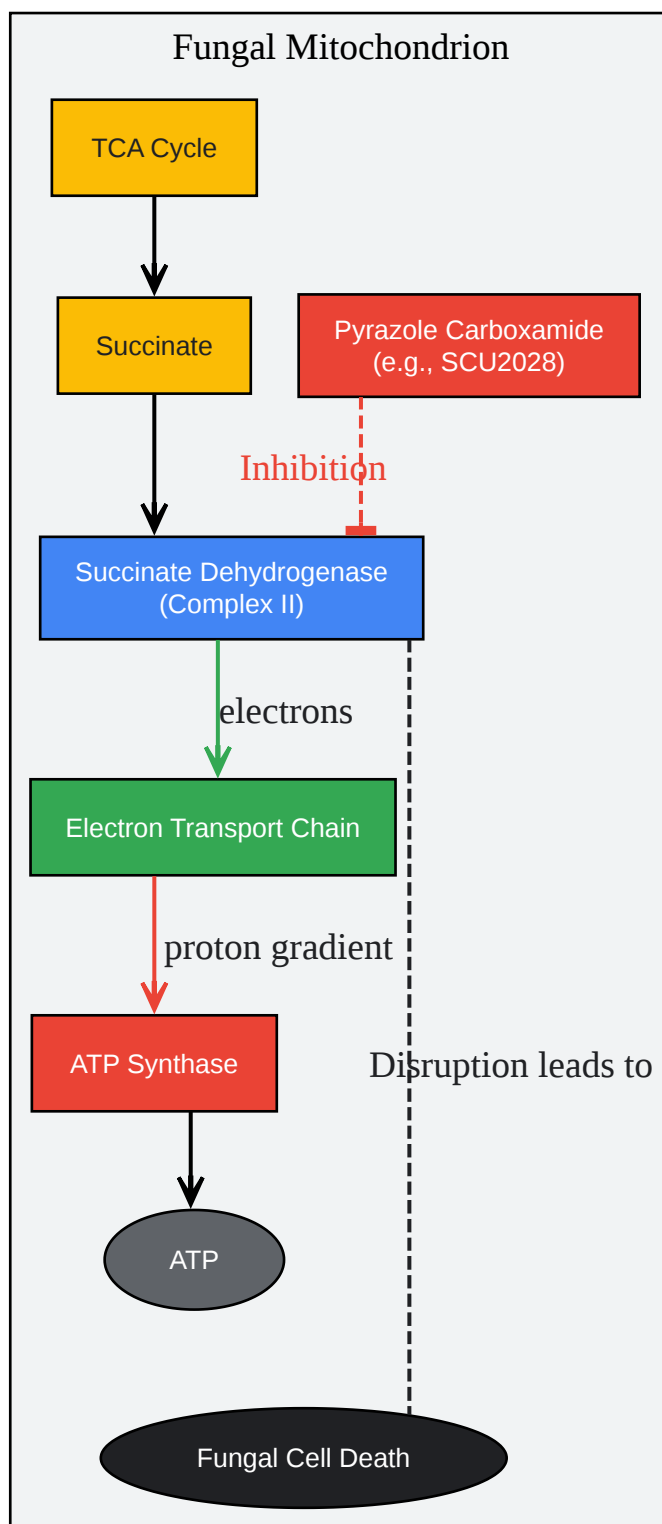 Fungal Mitochondrion
TCA Cycle
Succinate
Pyrazole Carboxamide
(e.g., SCU2028)
Inhibition
Succinate Dehydrogenase
(Complex II)
electrons
Electron Transport Chain
proton gradient
ATP Synthase
Disruption leads to
ATP
Fungal Cell Death